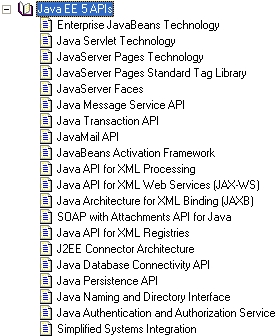 Java EE 5 APIs
Enterprise JavaBeans Technology
Java Servlet Technology
JavaServer Pages Technology
JavaServer Pages Standard Tag Library
JavaServer Faces
Java Message Service API
Java Transaction API
JavaMail API
JavaBeans Activation Framework
Java API for XML Processing
Java API for XML Web Services (JAX-WS)
Java Architecture for XML Binding (JAXB)
SOAP with Attachments API for Java
Java API for XML Registries
J2EE Connector Architecture
Java Database Connectivity API
Java Persistence API
Java Naming and Directory Interface
Java Authentication and Authorization Service
Simplified Systems Integration